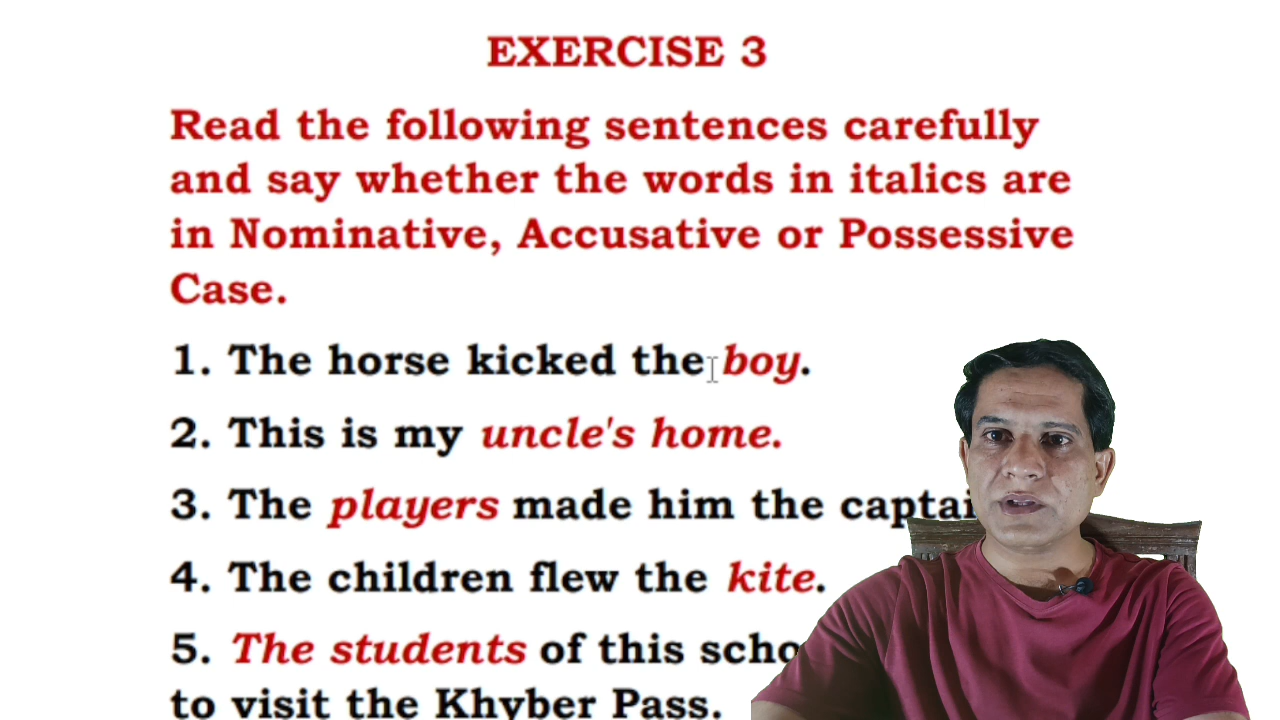 EXERCISE 3
Read the following sentences carefully
and say whether the words in italics are
in Nominative, Accusative or Possessive
Case.
1. The horse kicked the boy.
2. This is my uncle's home.
3. The players made him the
4. The children flew the kite.
5. The students of this
to visit the Khyber Pass.